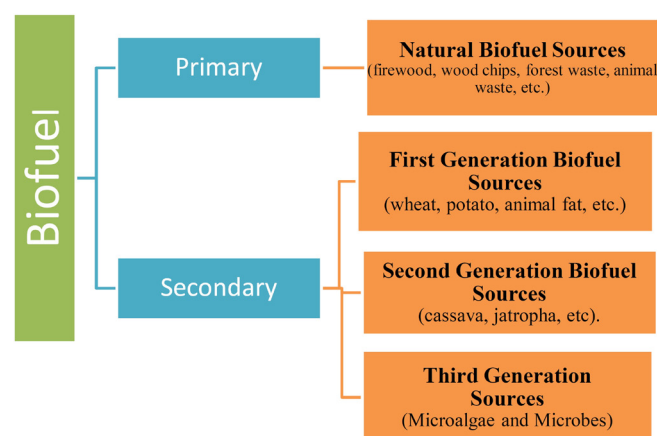 Biofuel
Primary
Natural Biofuel Sources
(firewood, wood chips, forest waste, animal
waste, etc.)
Secondary
First Generation Biofuel
Sources
(wheat, potato, animal fat, etc.)
Second Generation Biofuel
Sources
(cassava, jatropha, etc).
Third Generation
Sources
(Microalgae and Microbes)